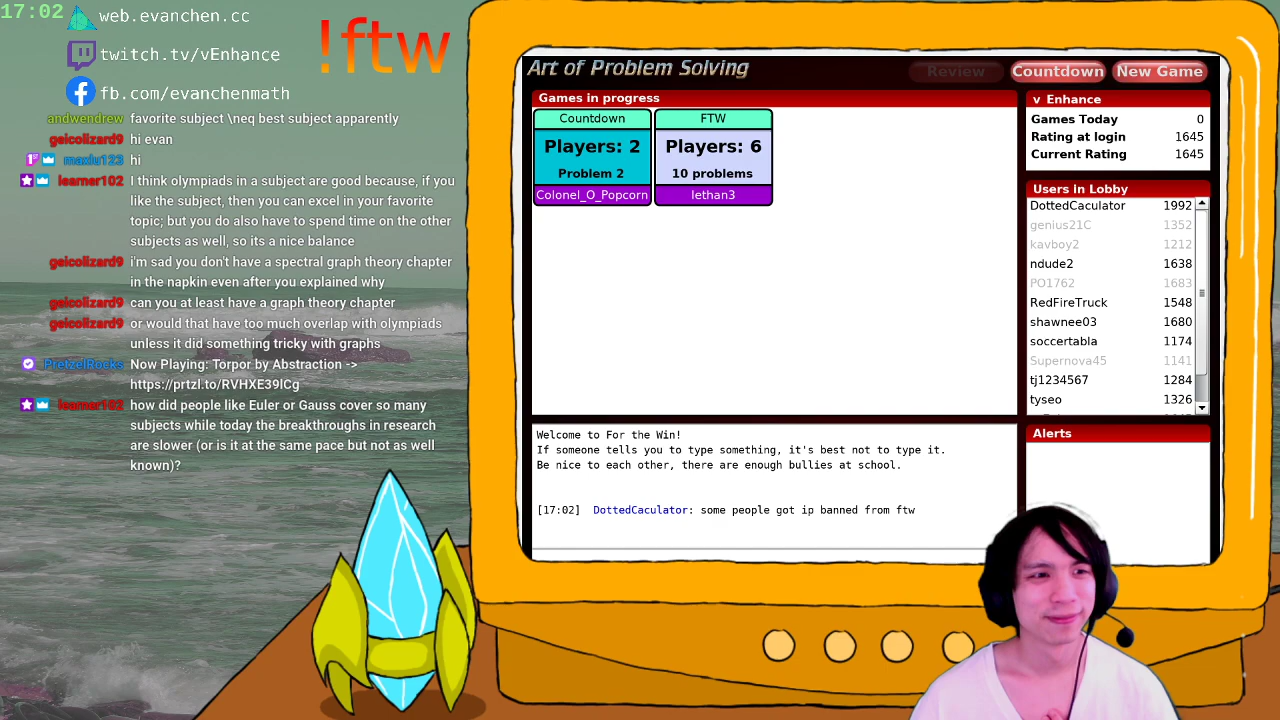 17:02
web.evanchen.cc
twitch.tv/vEnhance
fb.com/evanchenmath
!ftw
andwendrew favorite subject \neq best subject apparently
geicolizard9 hi evan
maxlu123 hi
learner102 I think olympiads in a subject are good because, if you
like the subject, then you can excel in your favorite
topic; but you do also have to spend time on the other
subjects as well, so its a nice balance
geicolizard9 i'm sad you don't have a spectral graph theory chapter
in the napkin even after you explained why
geicolizard9 can you at least have a graph theory chapter
geicolizard9 or would that have too much overlap with olympiads
unless it did something tricky with graphs
PretzelRocks Now Playing: Torpor by Abstraction ->
https://prtzl.to/RVHXE39lCg
learner102 how did people like Euler or Gauss cover so many
subjects while today the breakthroughs in research
are slower (or is it at the same pace but not as well
known)?
Art of Problem Solving
Review
Countdown
New Game
Games in progress
Countdown
Players: 2
Problem 2
Colonel_O_Popcorn
FTW
Players: 6
10 problems
lethan3
v Enhance
Games Today 0
Rating at login 1645
Current Rating 1645
Users in Lobby
DottedCaculator 1992
genius21C 1352
kavboy2 1212
ndude2 1638
PO1762 1683
RedFireTruck 1548
shawnee03 1680
soccertabla 1174
Supernova45 1141
tj1234567 1284
tyseo 1326
Alerts
Welcome to For the Win!
If someone tells you to type something, it's best not to type it.
Be nice to each other, there are enough bullies at school.
[17:02] DottedCaculator: some people got ip banned from ftw